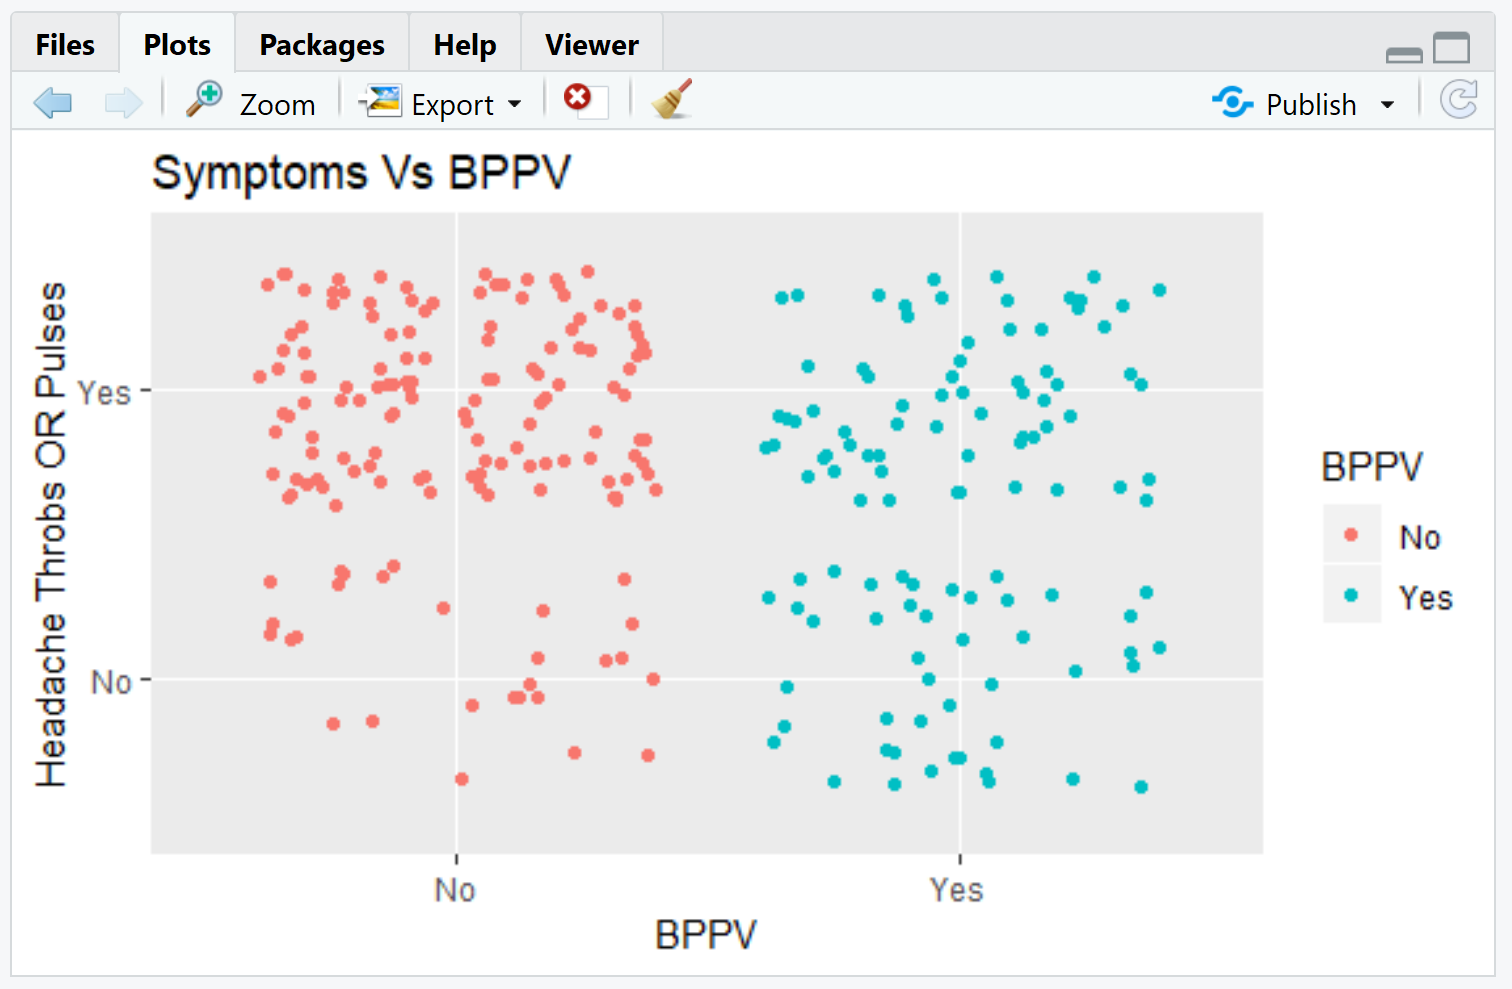 Files Plots Packages Help Viewer
Zoom Export Publish
Symptoms Vs BPPV
Headache Throbs OR Pulses
Yes
No
No Yes
BPPV
BPPV
No
Yes